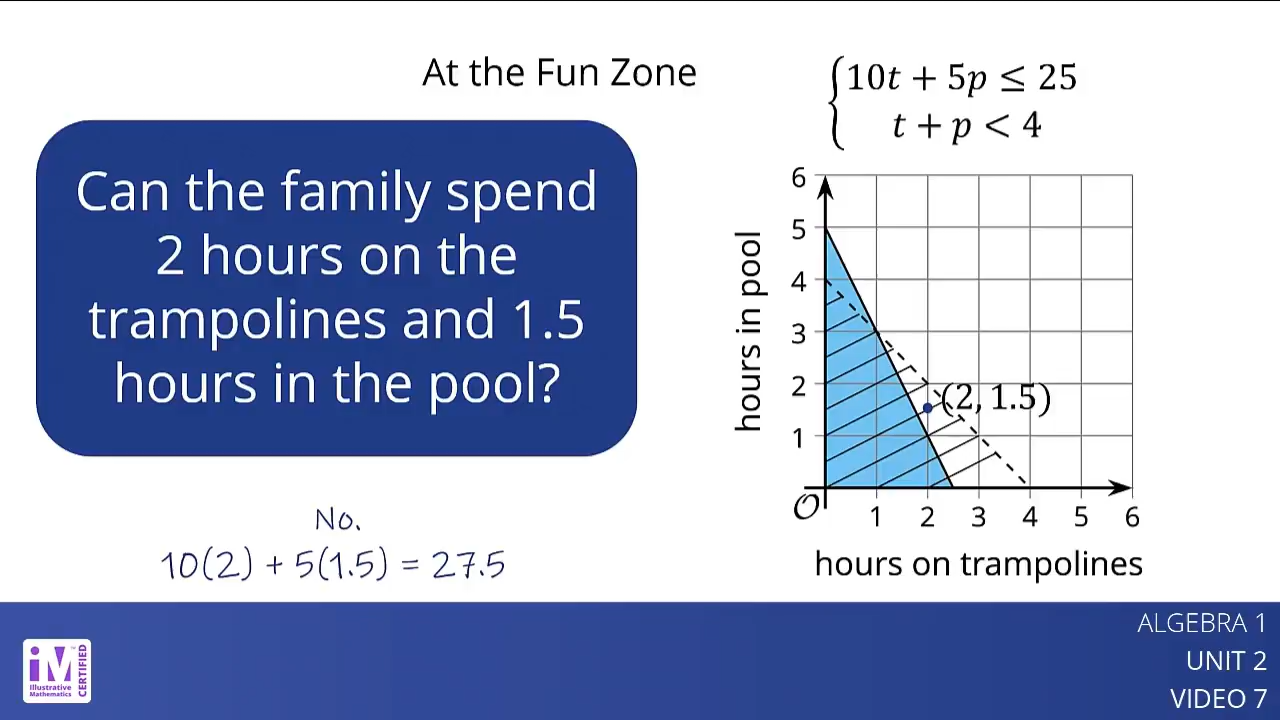 At the Fun Zone
10t + 5p ≤ 25
t + p < 4
Can the family spend
2 hours on the
trampolines and 1.5
hours in the pool?
No.
10(2) + 5(1.5) = 27.5
hours in pool
6
5
4
3
2
1
(2, 1.5)
O
1 2 3 4 5 6
hours on trampolines
iM™
Illustrative
Mathematics
CERTIFIED
ALGEBRA 1
UNIT 2
VIDEO 7